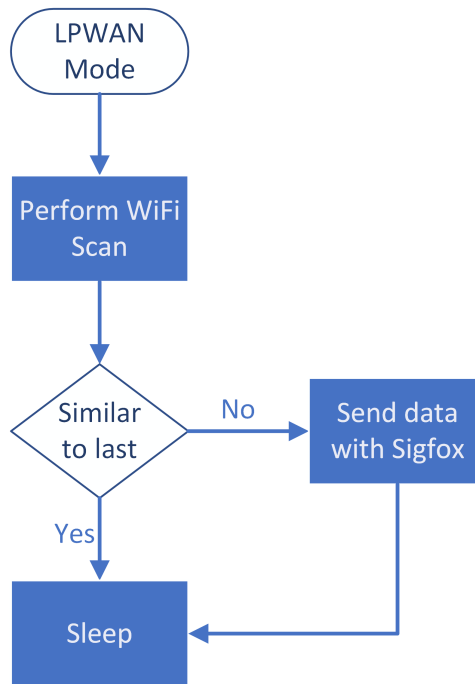 LPWAN
Mode
Perform WiFi
Scan
Similar
to last
No
Send data
with Sigfox
Yes
Sleep